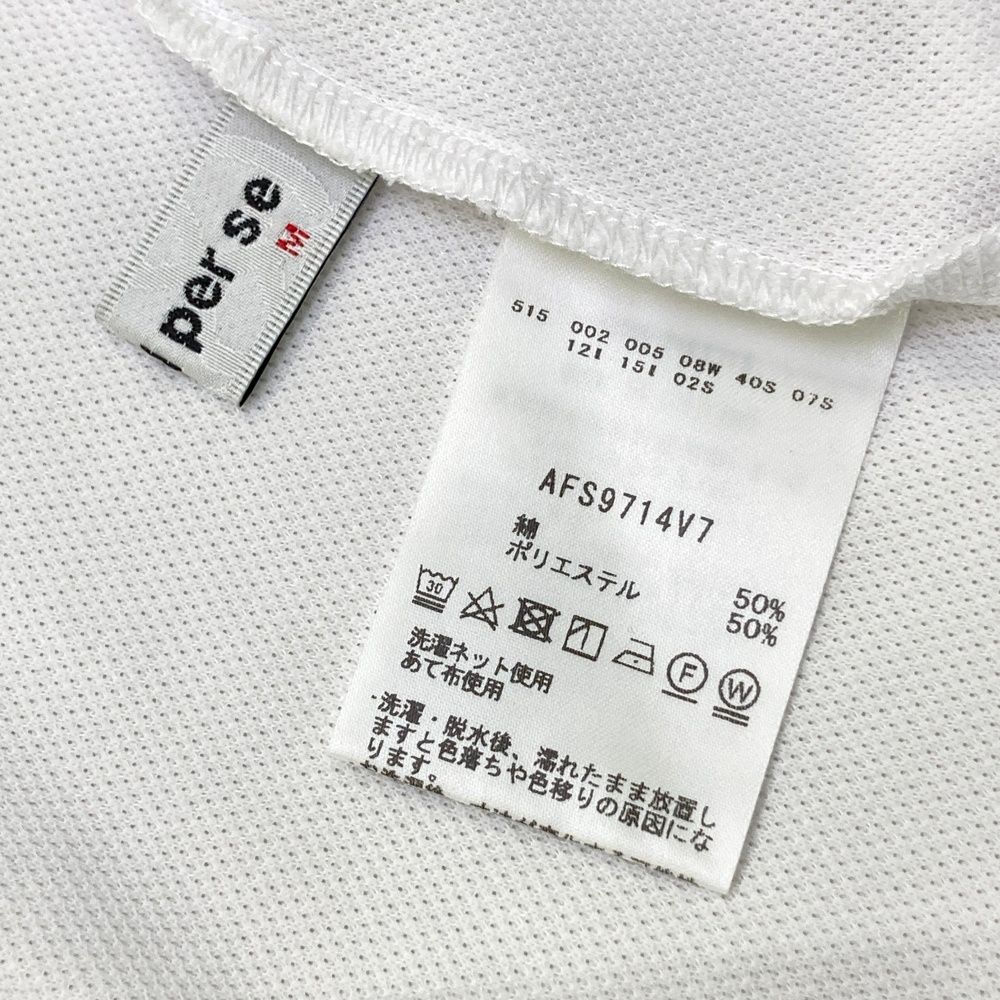 per se
M
515 002 005 08W 40S 07S
12I 15I 02S
AFS9714V7
綿 50%
ポリエステル 50%
30
F
W
洗濯ネット使用
あて布使用
・洗濯・脱水後、濡れたまま放置し
ますと色落ちや色移りの原因にな
ります。